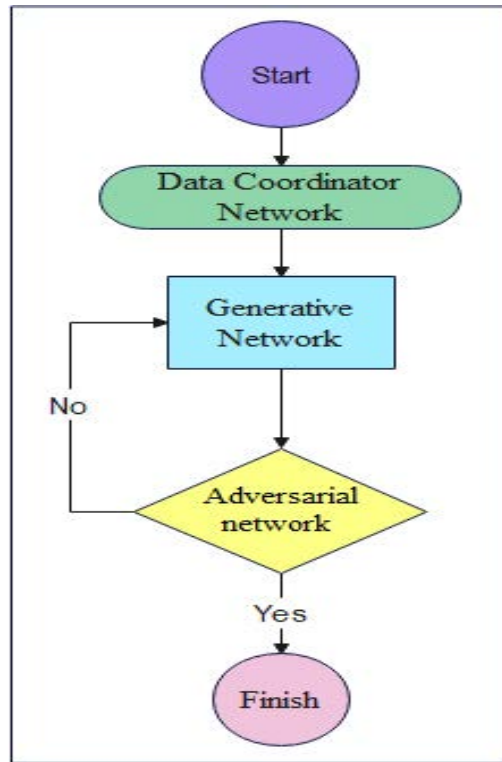 Start
Data Coordinator
Network
Generative
Network
No
Adversarial
network
Yes
Finish